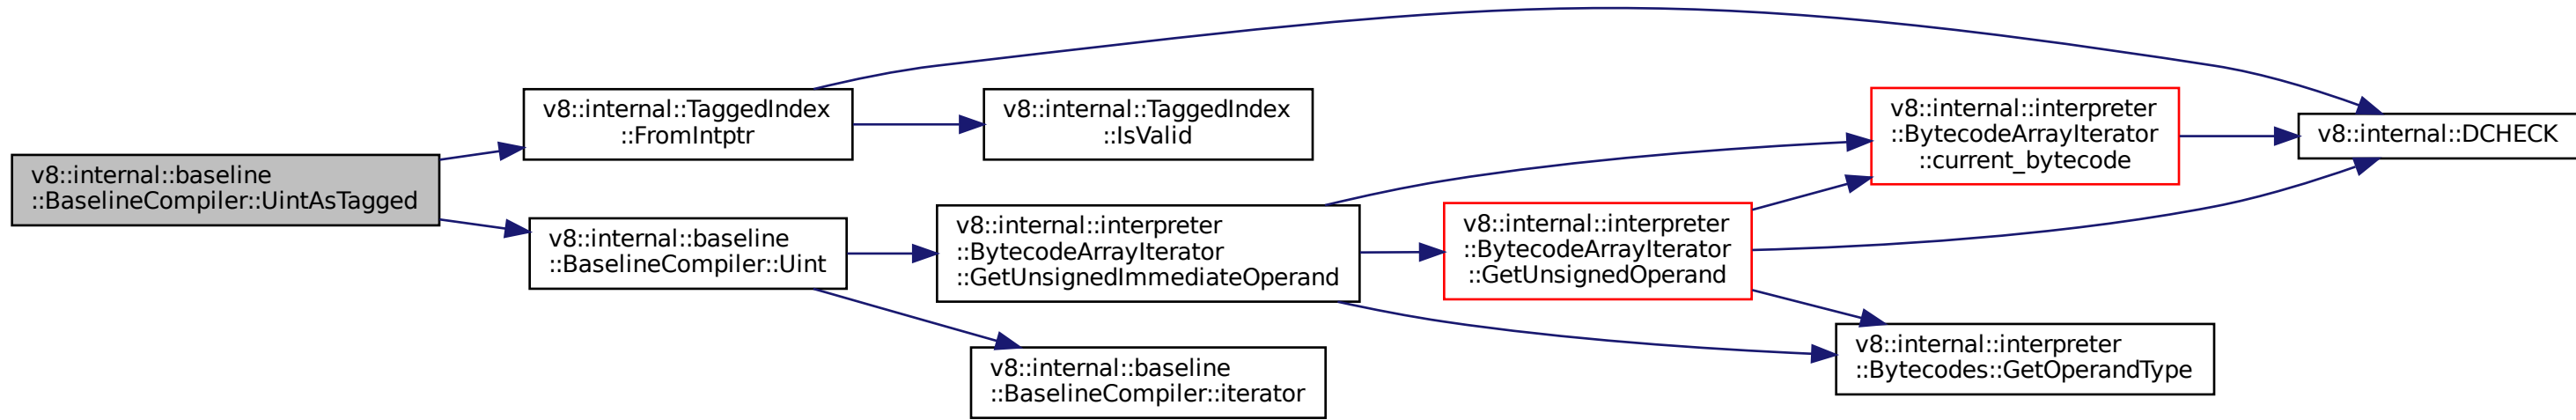 v8::internal::baseline
::BaselineCompiler::UintAsTagged
v8::internal::TaggedIndex
::FromIntptr
v8::internal::TaggedIndex
::IsValid
v8::internal::baseline
::BaselineCompiler::Uint
v8::internal::interpreter
::BytecodeArrayIterator
::GetUnsignedImmediateOperand
v8::internal::baseline
::BaselineCompiler::iterator
v8::internal::interpreter
::BytecodeArrayIterator
::GetUnsignedOperand
v8::internal::interpreter
::BytecodeArrayIterator
::current_bytecode
v8::internal::interpreter
::Bytecodes::GetOperandType
v8::internal::DCHECK